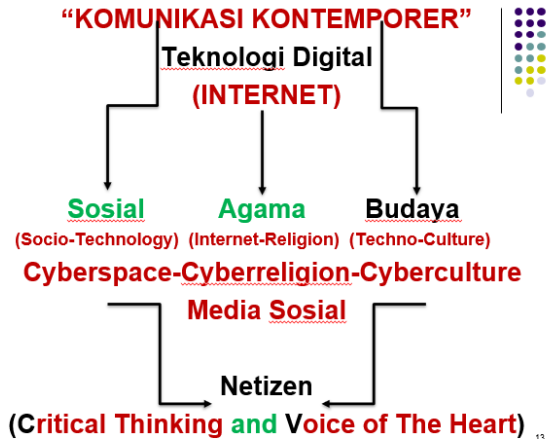 “KOMUNIKASI KONTEMPORER”
Teknologi Digital
(INTERNET)
Sosial Agama Budaya
(Socio-Technology) (Internet-Religion) (Techno-Culture)
Cyberspace-Cyberreligion-Cyberculture
Media Sosial
Netizen
(Critical Thinking and Voice of The Heart)
13